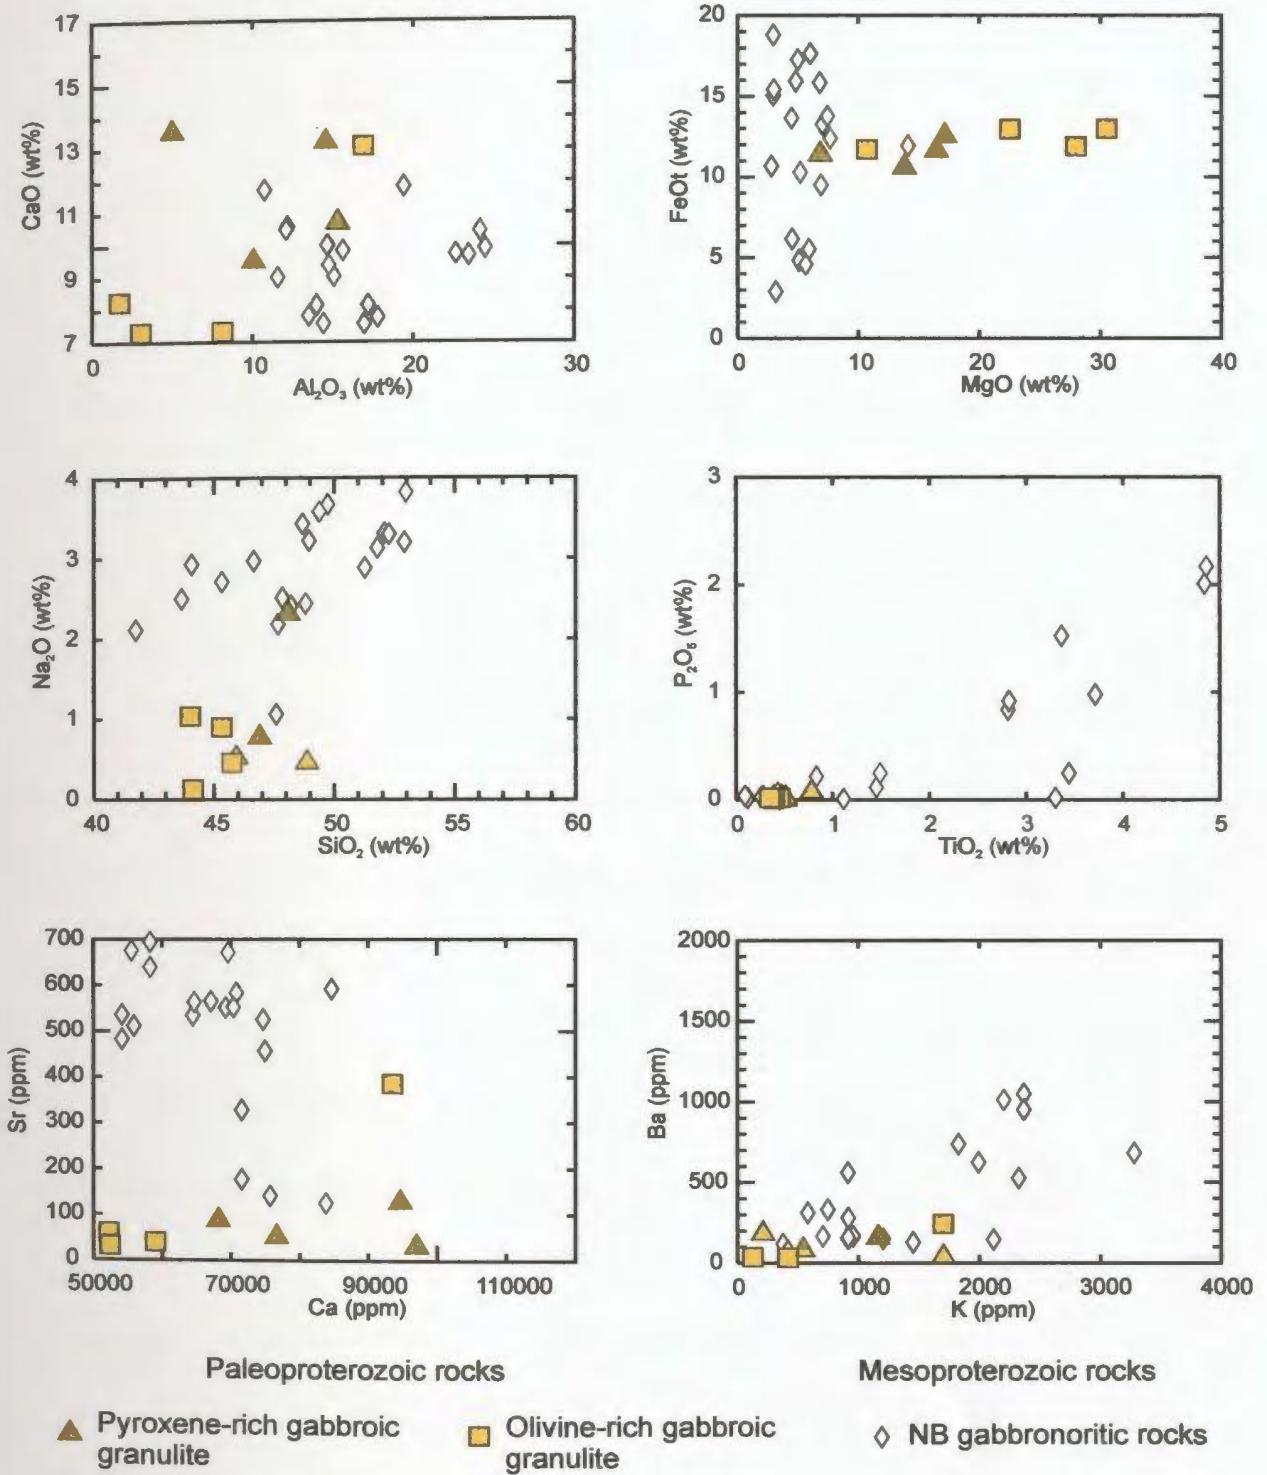 17
15
13
11
9
7
CaO (wt%)
0 10 20 30
Al₂O₃ (wt%)
20
15
10
5
0
FeOt (wt%)
0 10 20 30 40
MgO (wt%)
4
3
2
1
0
Na₂O (wt%)
40 45 50 55 60
SiO₂ (wt%)
3
2
1
0
P₂O₅ (wt%)
0 1 2 3 4 5
TiO₂ (wt%)
700
600
500
400
300
200
100
0
Sr (ppm)
50000 70000 90000 110000
Ca (ppm)
2000
1500
1000
500
0
Ba (ppm)
0 1000 2000 3000 4000
K (ppm)
Paleoproterozoic rocks
Mesoproterozoic rocks
Pyroxene-rich gabbroic
granulite
Olivine-rich gabbroic
granulite
NB gabbronoritic rocks